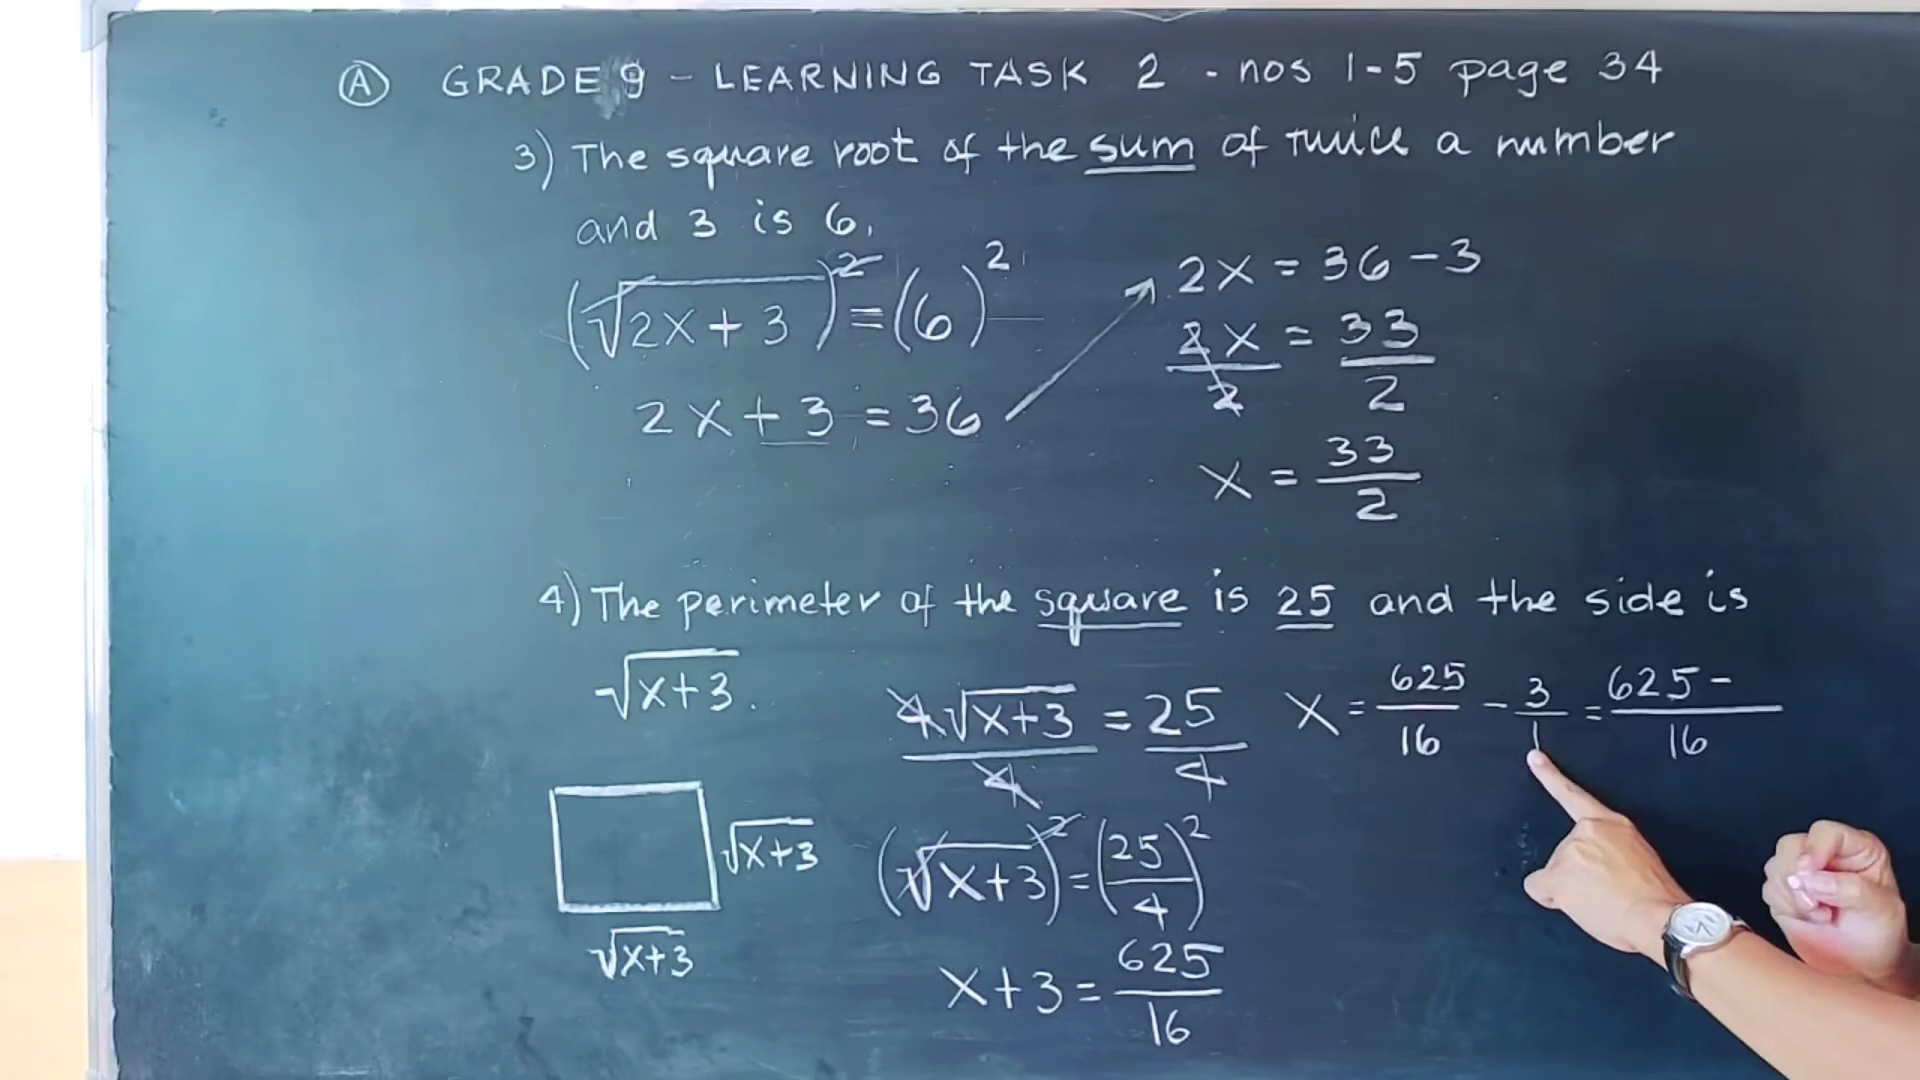 Ⓐ GRADE 9 - LEARNING TASK 2 - nos 1-5 page 34
3) The square root of the sum of twice a number
and 3 is 6.
(√2x+3)² = (6)²
2x+3 = 36
2x = 36-3
2x/2 = 33/2
x = 33/2
4) The perimeter of the square is 25 and the side is
√x+3.
√x+3
√x+3
4√x+3/4 = 25/4
(√x+3)² = (25/4)²
x+3 = 625/16
x = 625/16 - 3/1 = 625-/16